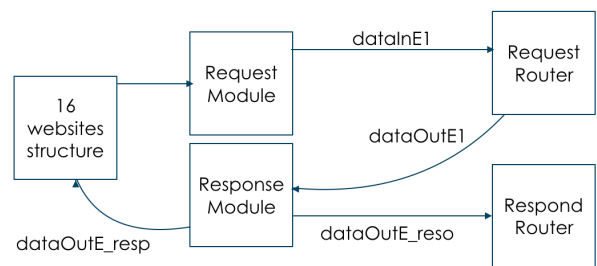 16
websites
structure
Request
Module
dataInE1
Request
Router
dataOutE1
Response
Module
dataOutE_resp
dataOutE_reso
Respond
Router